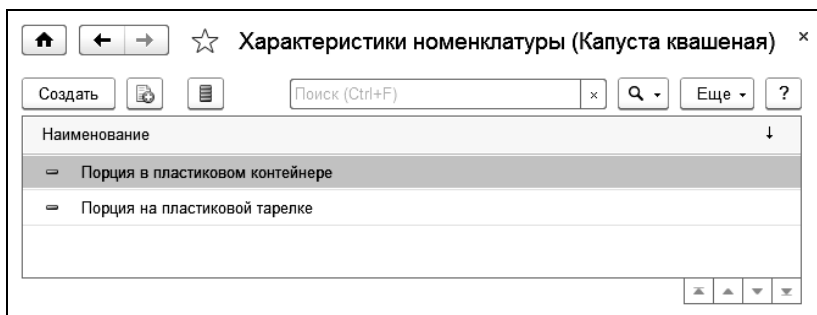 Характеристики номенклатуры (Капуста квашеная) ×
Создать Поиск (Ctrl+F) × Еще ?
Наименование ↓
Порция в пластиковом контейнере
Порция на пластиковой тарелке